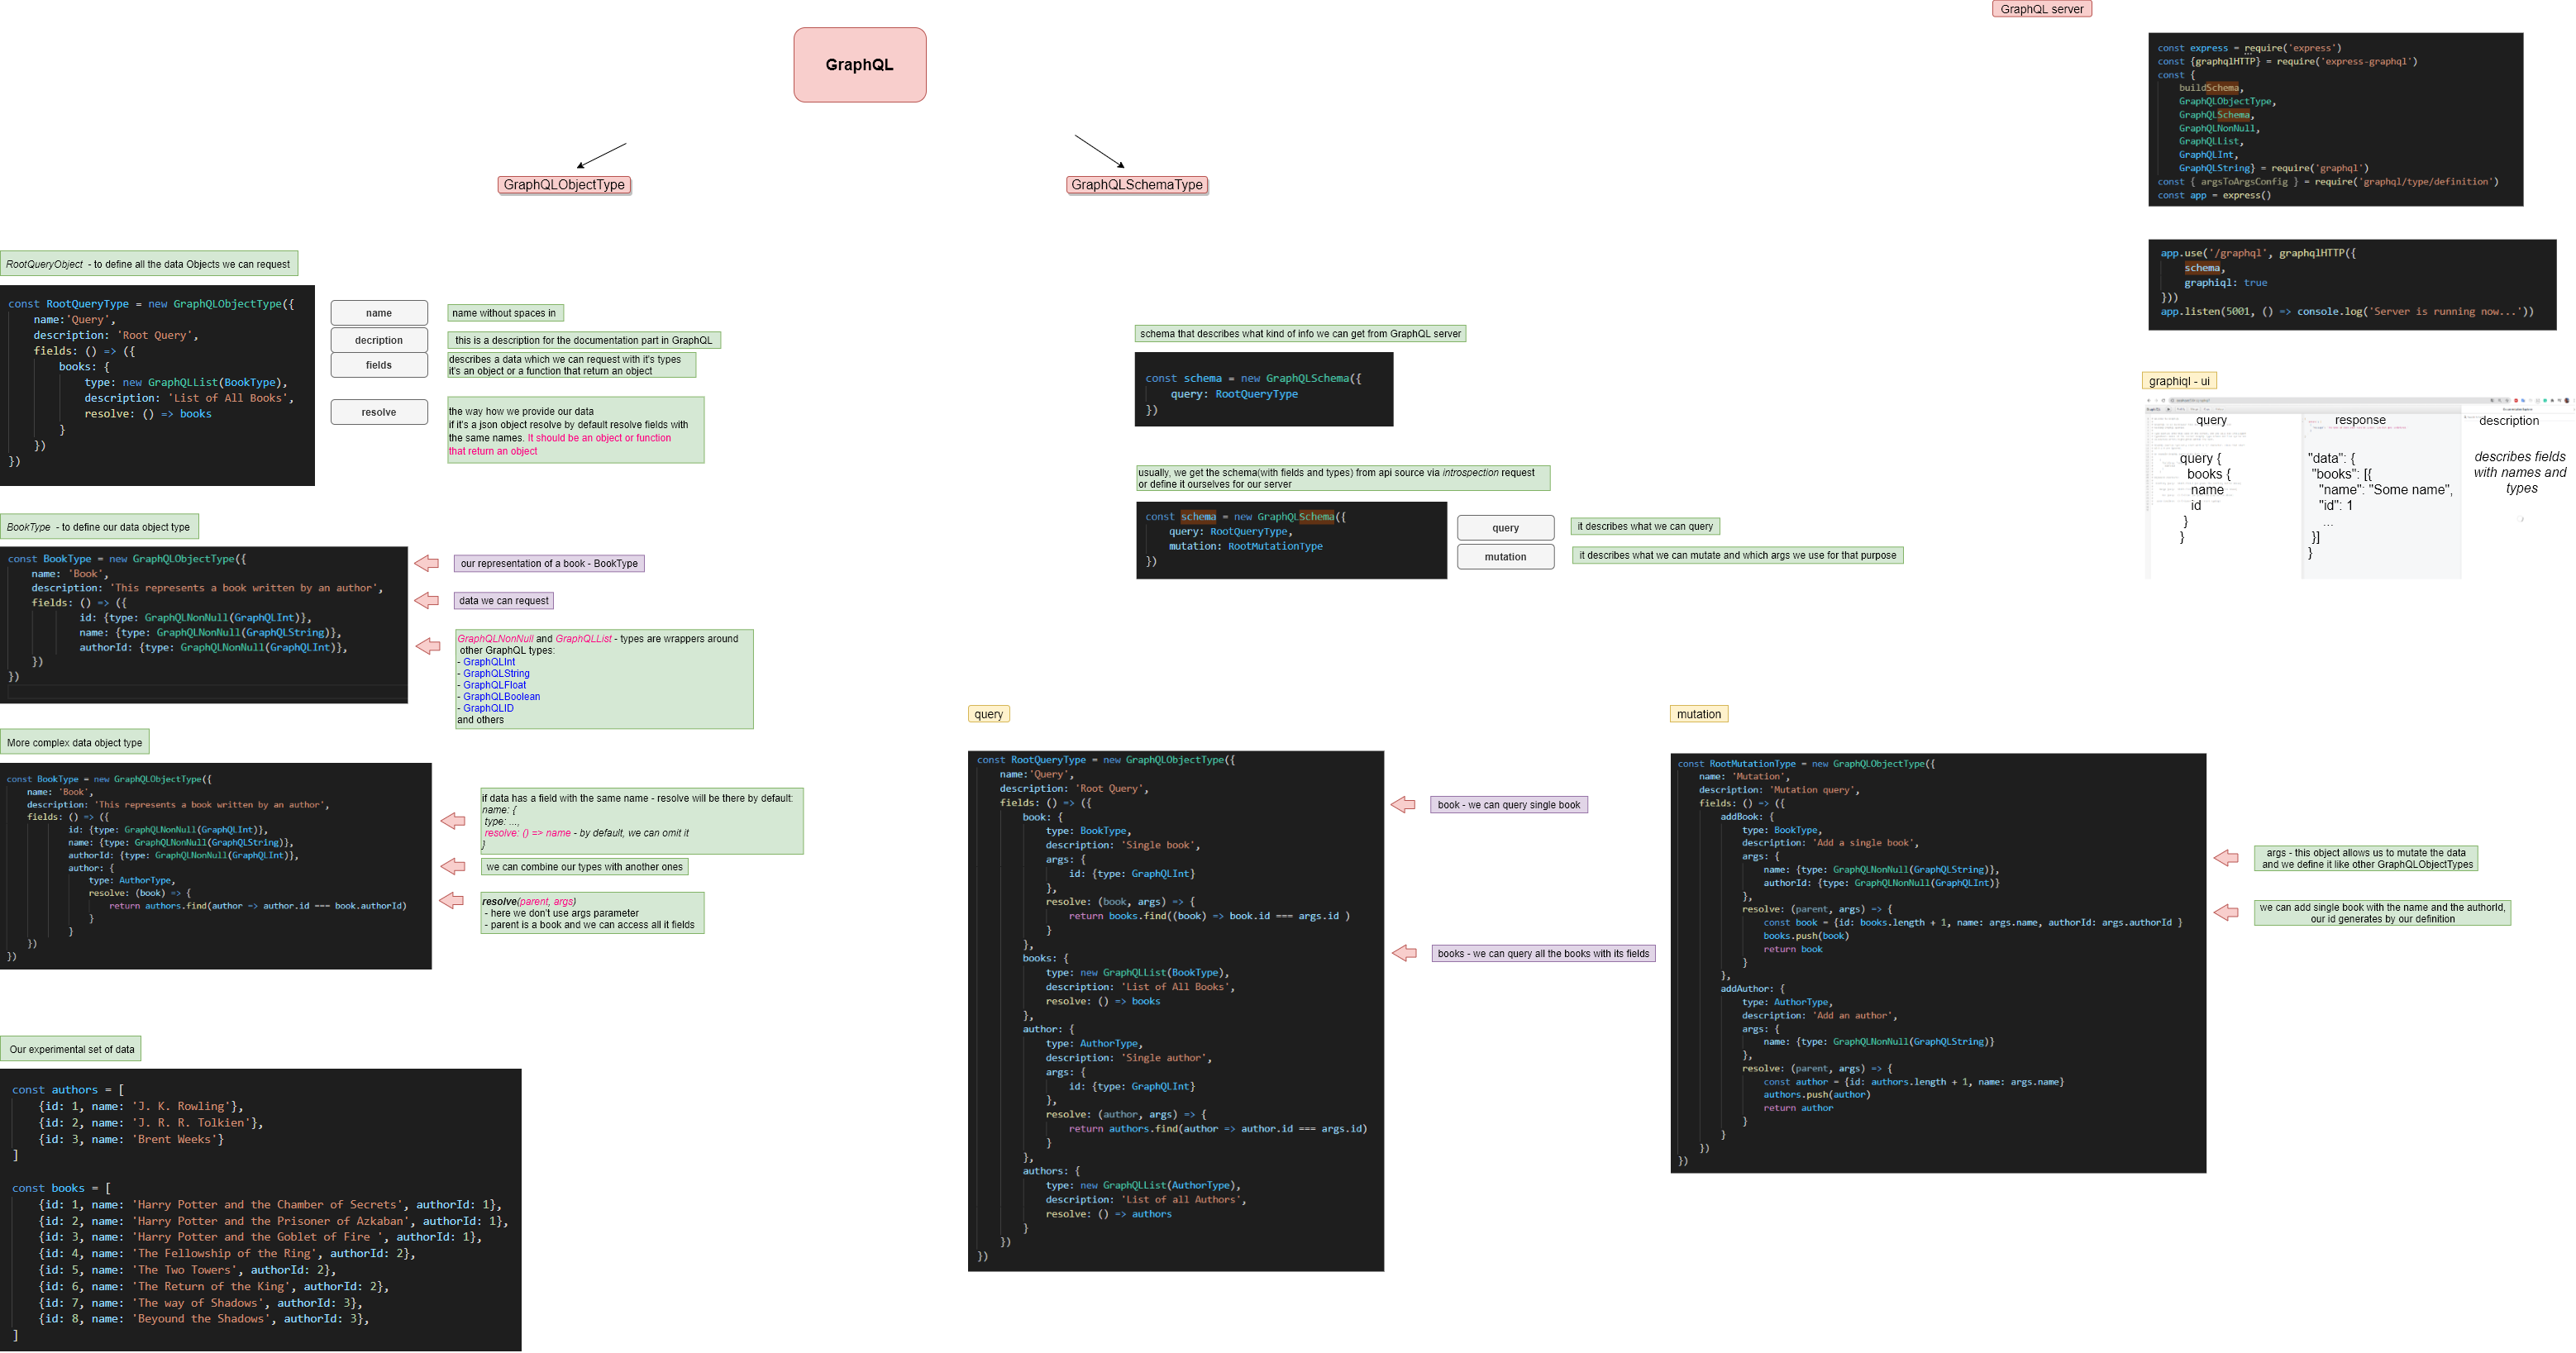 GraphQL
GraphQLObjectType
GraphQLSchemaType
RootQueryObject - to define all the data Objects we can request
const RootQueryType = new GraphQLObjectType({
name:'Query',
description: 'Root Query',
fields: () => ({
books: {
type: new GraphQLList(BookType),
description: 'List of All Books',
resolve: () => books
}
})
})
name
name without spaces in
decription
this is a description for the documentation part in GraphQL
fields
describes a data which we can request with it's types
it's an object or a function that return an object
resolve
the way how we provide our data
if it's a json object resolve by default resolve fields with
the same names. It should be an object or function
that return an object
BookType - to define our data object type
const BookType = new GraphQLObjectType({
name: 'Book',
description: 'This represents a book written by an author',
fields: () => ({
id: {type: GraphQLNonNull(GraphQLInt)},
name: {type: GraphQLNonNull(GraphQLString)},
authorId: {type: GraphQLNonNull(GraphQLInt)},
})
})
our representation of a book - BookType
data we can request
GraphQLNonNull and GraphQLList - types are wrappers around
other GraphQL types:
- GraphQLInt
- GraphQLString
- GraphQLFloat
- GraphQLBoolean
- GraphQLID
and others
More complex data object type
const BookType = new GraphQLObjectType({
name: 'Book',
description: 'This represents a book written by an author',
fields: () => ({
id: {type: GraphQLNonNull(GraphQLInt)},
name: {type: GraphQLNonNull(GraphQLString)},
authorId: {type: GraphQLNonNull(GraphQLInt)},
author: {
type: AuthorType,
resolve: (book) => {
return authors.find(author => author.id === book.authorId)
}
}
})
})
if data has a field with the same name - resolve will be there by default:
name: {
type: ...,
resolve: () => name - by default, we can omit it
}
we can combine our types with another ones
resolve(parent, args)
- here we don't use args parameter
- parent is a book and we can access all it fields
Our experimental set of data
const authors = [
{id: 1, name: 'J. K. Rowling'},
{id: 2, name: 'J. R. R. Tolkien'},
{id: 3, name: 'Brent Weeks'}
]
const books = [
{id: 1, name: 'Harry Potter and the Chamber of Secrets', authorId: 1},
{id: 2, name: 'Harry Potter and the Prisoner of Azkaban', authorId: 1},
{id: 3, name: 'Harry Potter and the Goblet of Fire ', authorId: 1},
{id: 4, name: 'The Fellowship of the Ring', authorId: 2},
{id: 5, name: 'The Two Towers', authorId: 2},
{id: 6, name: 'The Return of the King', authorId: 2},
{id: 7, name: 'The way of Shadows', authorId: 3},
{id: 8, name: 'Beyound the Shadows', authorId: 3},
]
schema that describes what kind of info we can get from GraphQL server
const schema = new GraphQLSchema({
query: RootQueryType
})
usually, we get the schema(with fields and types) from api source via introspection request
or define it ourselves for our server
const schema = new GraphQLSchema({
query: RootQueryType,
mutation: RootMutationType
})
query
it describes what we can query
mutation
it describes what we can mutate and which args we use for that purpose
query
const RootQueryType = new GraphQLObjectType({
name:'Query',
description: 'Root Query',
fields: () => ({
book: {
type: BookType,
description: 'Single book',
args: {
id: {type: GraphQLInt}
},
resolve: (book, args) => {
return books.find((book) => book.id === args.id )
}
},
books: {
type: new GraphQLList(BookType),
description: 'List of All Books',
resolve: () => books
},
author: {
type: AuthorType,
description: 'Single author',
args: {
id: {type: GraphQLInt}
},
resolve: (author, args) => {
return authors.find(author => author.id === args.id)
}
},
authors: {
type: new GraphQLList(AuthorType),
description: 'List of all Authors',
resolve: () => authors
}
})
})
book - we can query single book
books - we can query all the books with its fields
mutation
const RootMutationType = new GraphQLObjectType({
name: 'Mutation',
description: 'Mutation query',
fields: () => ({
addBook: {
type: BookType,
description: 'Add a single book',
args: {
name: {type: GraphQLNonNull(GraphQLString)},
authorId: {type: GraphQLNonNull(GraphQLInt)}
},
resolve: (parent, args) => {
const book = {id: books.length + 1, name: args.name, authorId: args.authorId }
books.push(book)
return book
}
},
addAuthor: {
type: AuthorType,
description: 'Add an author',
args: {
name: {type: GraphQLNonNull(GraphQLString)}
},
resolve: (parent, args) => {
const author = {id: authors.length + 1, name: args.name}
authors.push(author)
return author
}
}
})
})
args - this object allows us to mutate the data
and we define it like other GraphQLObjectTypes
we can add single book with the name and the authorId,
our id generates by our definition
GraphQL server
const express = require('express')
const {graphqlHTTP} = require('express-graphql')
const {
buildSchema,
GraphQLObjectType,
GraphQLSchema,
GraphQLNonNull,
GraphQLList,
GraphQLInt,
GraphQLString} = require('graphql')
const { argsToArgsConfig } = require('graphql/type/definition')
const app = express()
app.use('/graphql', graphqlHTTP({
schema,
graphiql: true
}))
app.listen(5001, () => console.log('Server is running now...'))
graphiql - ui
query
query {
books {
name
id
}
}
response
"data": {
"books": [{
"name": "Some name",
"id": 1
...
}]
}
description
describes fields
with names and
types